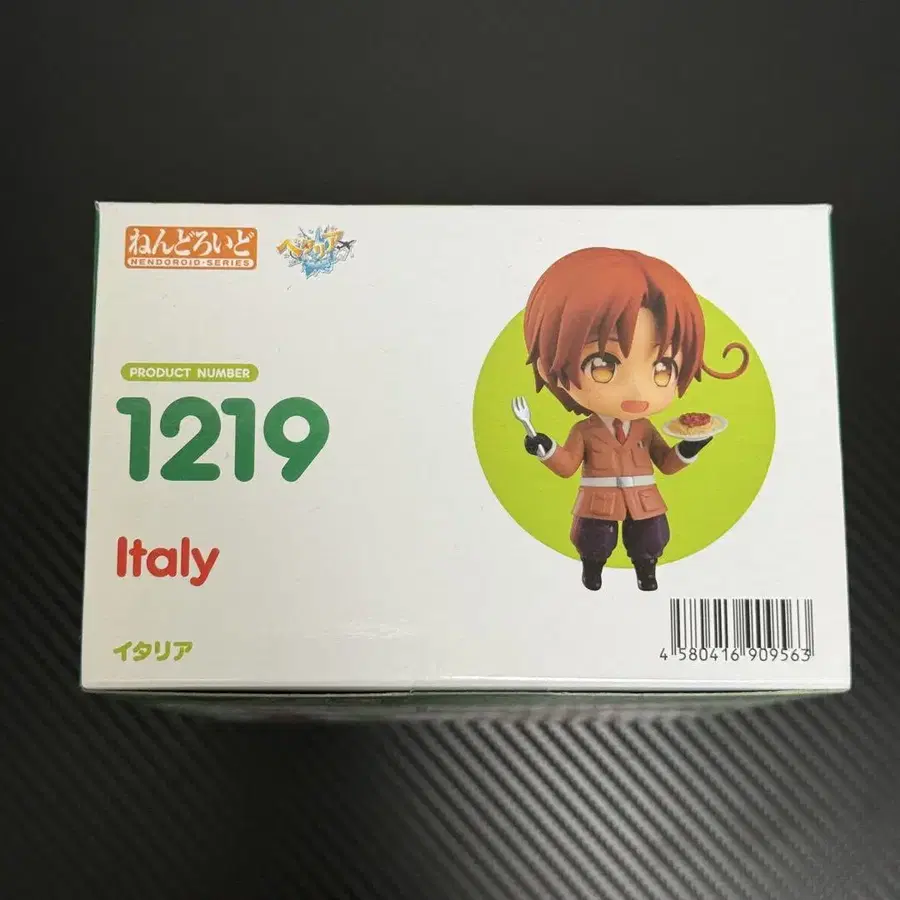 ねんどろいど
NENDOROID·SERIES
ヘタリア
PRODUCT NUMBER
1219
Italy
イタリア
4 580416 909563